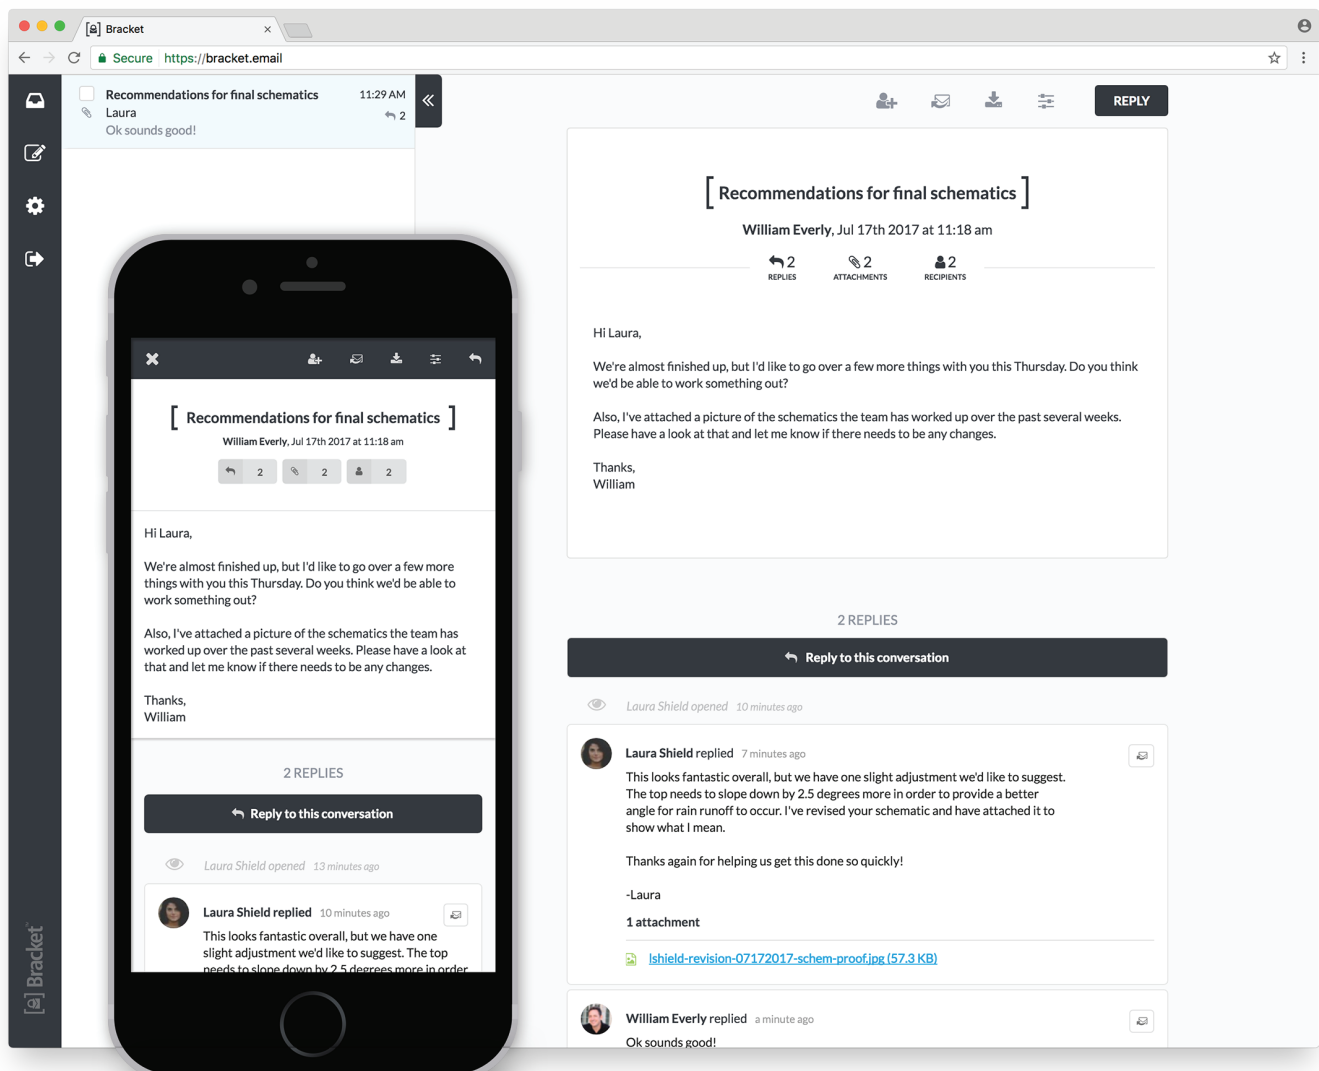 Bracket
Secure https://bracket.email
Recommendations for final schematics 11:29 AM
Laura 2
Ok sounds good!
REPLY
[ Recommendations for final schematics ]
William Everly, Jul 17th 2017 at 11:18 am
2 2 2
REPLIES ATTACHMENTS RECIPIENTS
Hi Laura,
We're almost finished up, but I'd like to go over a few more things with you this Thursday. Do you think
we'd be able to work something out?
Also, I've attached a picture of the schematics the team has worked up over the past several weeks.
Please have a look at that and let me know if there needs to be any changes.
Thanks,
William
2 REPLIES
Reply to this conversation
Laura Shield opened 10 minutes ago
Laura Shield replied 7 minutes ago
This looks fantastic overall, but we have one slight adjustment we'd like to suggest.
The top needs to slope down by 2.5 degrees more in order to provide a better
angle for rain runoff to occur. I've revised your schematic and have attached it to
show what I mean.
Thanks again for helping us get this done so quickly!
-Laura
1 attachment
lshield-revision-07172017-schem-proof.jpg (57.3 KB)
William Everly replied a minute ago
Ok sounds good!
[ Recommendations for final schematics ]
William Everly, Jul 17th 2017 at 11:18 am
2 2 2
Hi Laura,
We're almost finished up, but I'd like to go over a few more
things with you this Thursday. Do you think we'd be able to
work something out?
Also, I've attached a picture of the schematics the team has
worked up over the past several weeks. Please have a look at
that and let me know if there needs to be any changes.
Thanks,
William
2 REPLIES
Reply to this conversation
Laura Shield opened 13 minutes ago
Laura Shield replied 10 minutes ago
This looks fantastic overall, but we have one
slight adjustment we'd like to suggest. The top
needs to slope down by 2.5 degrees more in order
Bracket™